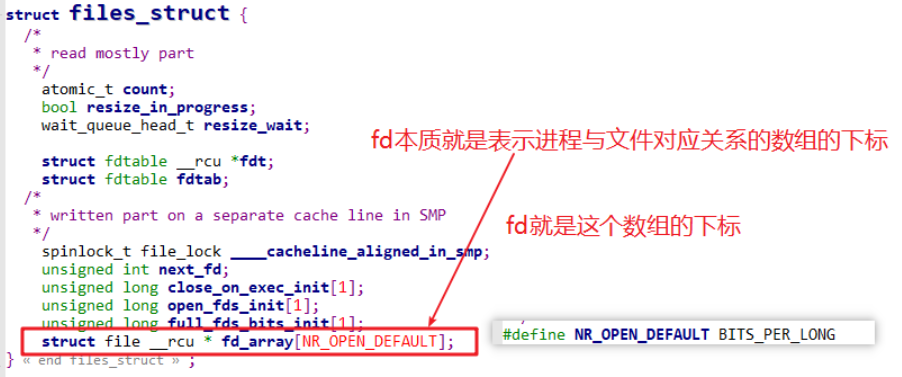 struct files_struct {
/*
* read mostly part
*/
atomic_t count;
bool resize_in_progress;
wait_queue_head_t resize_wait;
fd本质就是表示进程与文件对应关系的数组的下标
struct fdtable __rcu *fdt;
struct fdtable fdtab;
/*
* written part on a separate cache line in SMP
*/
fd就是这个数组的下标
spinlock_t file_lock ____cacheline_aligned_in_smp;
unsigned int next_fd;
unsigned long close_on_exec_init[1];
unsigned long open_fds_init[1];
unsigned long full_fds_bits_init[1];
struct file __rcu * fd_array[NR_OPEN_DEFAULT];
#define NR_OPEN_DEFAULT BITS_PER_LONG
} « end files_struct » ;